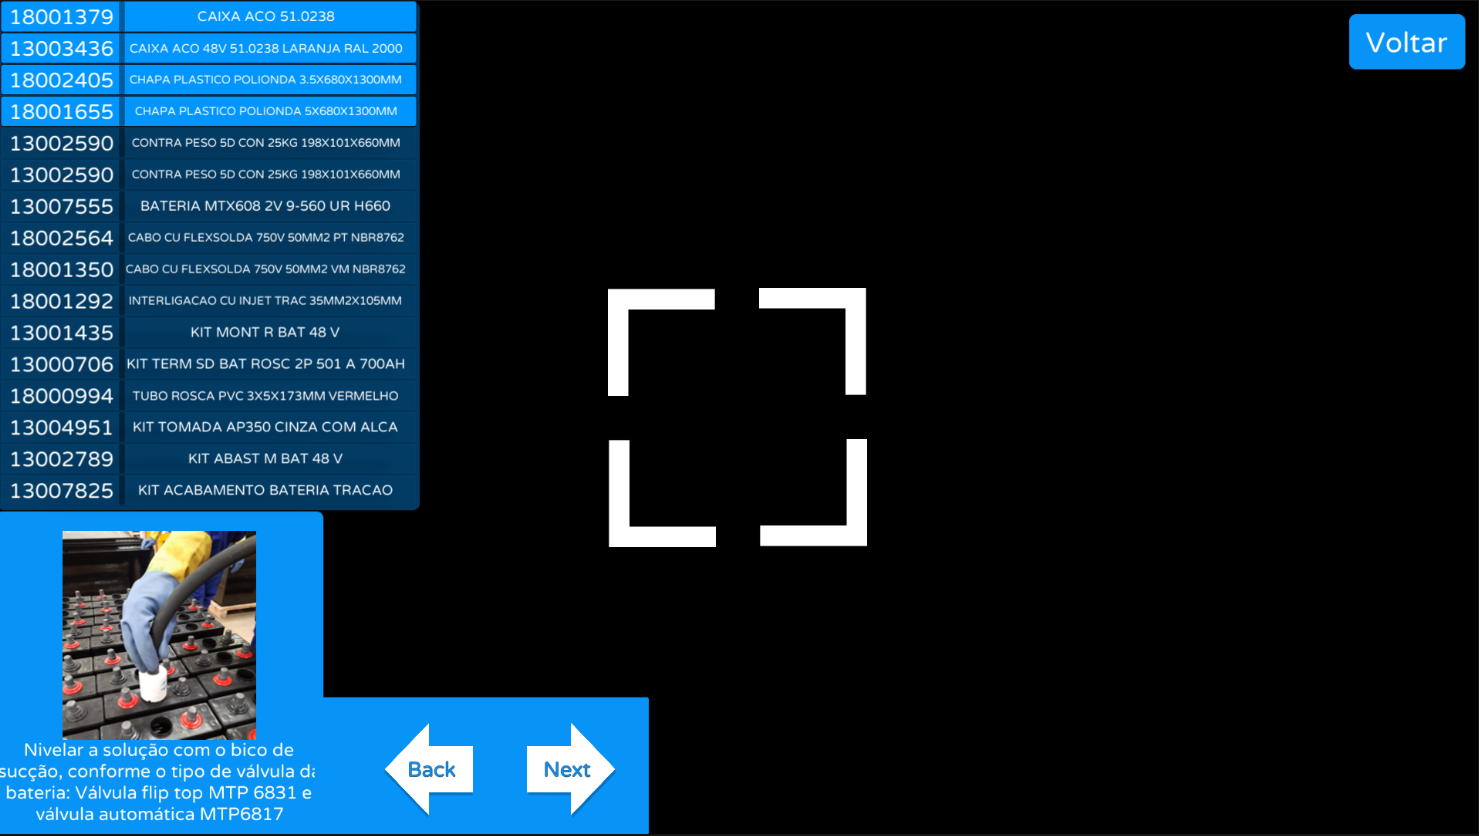 18001379 CAIXA ACO 51.0238
13003436 CAIXA ACO 48V 51.0238 LARANJA RAL 2000
18002405 CHAPA PLASTICO POLIONDA 3.5X680X1300MM
18001655 CHAPA PLASTICO POLIONDA 5X680X1300MM
13002590 CONTRA PESO 5D CON 25KG 198X101X660MM
13002590 CONTRA PESO 5D CON 25KG 198X101X660MM
13007555 BATERIA MTX608 2V 9-560 UR H660
18002564 CABO CU FLEXSOLDA 750V 50MM2 PT NBR8762
18001350 CABO CU FLEXSOLDA 750V 50MM2 VM NBR8762
18001292 INTERLIGACAO CU INJET TRAC 35MM2X105MM
13001435 KIT MONT R BAT 48 V
13000706 KIT TERM SD BAT ROSC 2P 501 A 700AH
18000994 TUBO ROSCA PVC 3X5X173MM VERMELHO
13004951 KIT TOMADA AP350 CINZA COM ALCA
13002789 KIT ABAST M BAT 48 V
13007825 KIT ACABAMENTO BATERIA TRACAO
Voltar
Nivelar a solução com o bico de
sucção, conforme o tipo de válvula da
bateria: Válvula flip top MTP 6831 e
válvula automática MTP6817
Back
Next